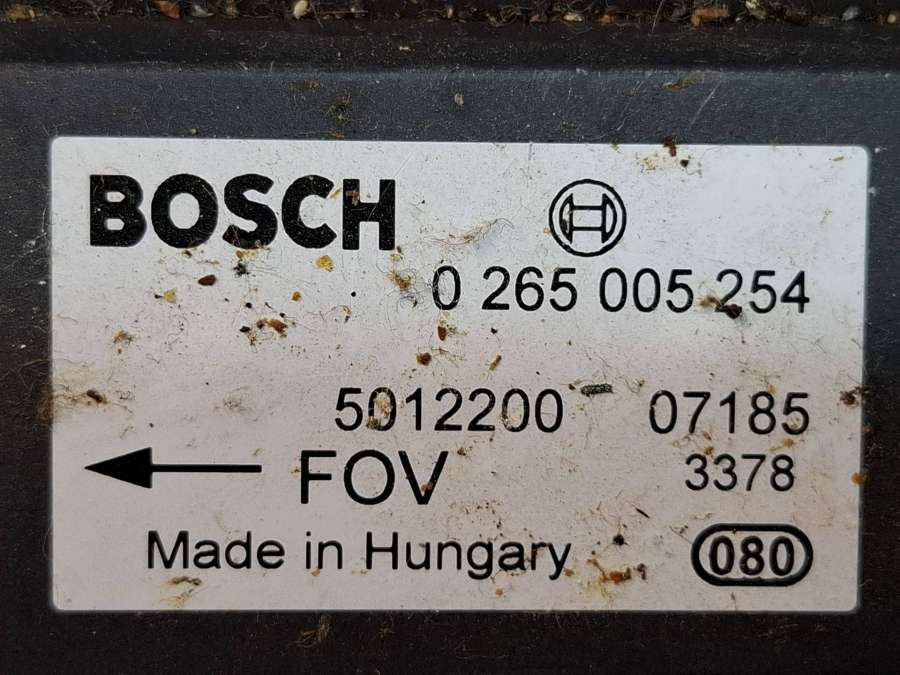 BOSCH
0 265 005 254
5012200 07185
FOV 3378
Made in Hungary 080